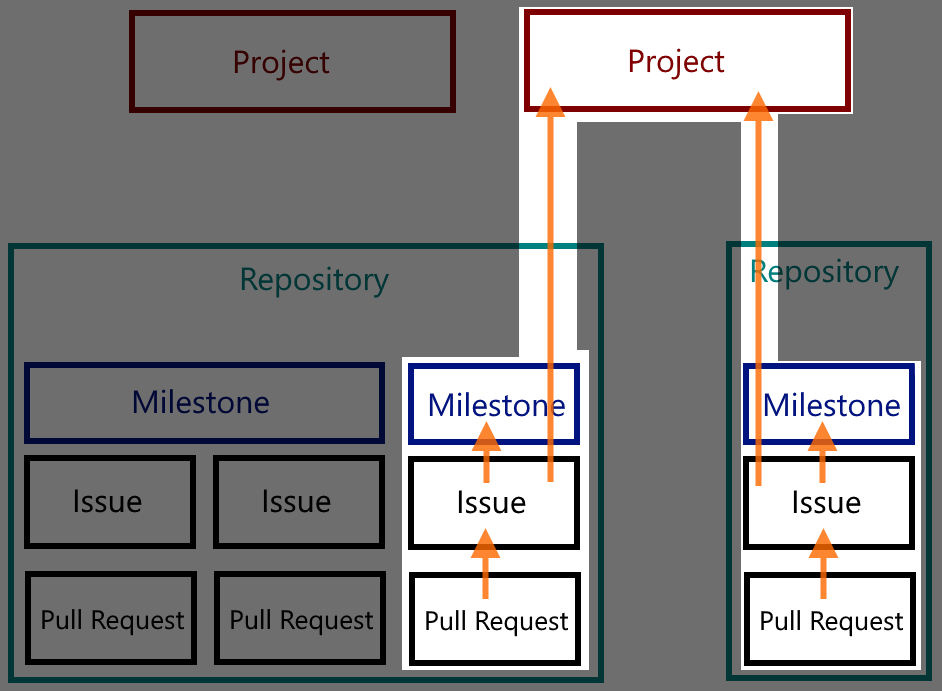 Project
Project
Repository
Repository
Milestone
Milestone
Milestone
Issue
Issue
Issue
Issue
Pull Request
Pull Request
Pull Request
Pull Request